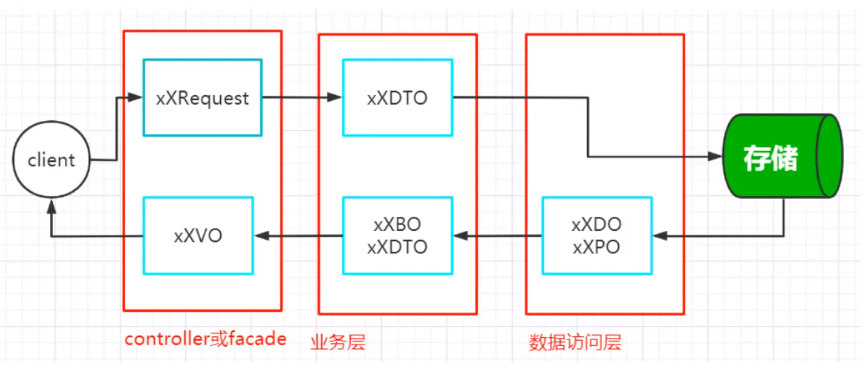 xXRequest
xXDTO
client
存储
xXVO
xXBO
xXDTO
xXDO
xXPO
controller或facade
业务层
数据访问层